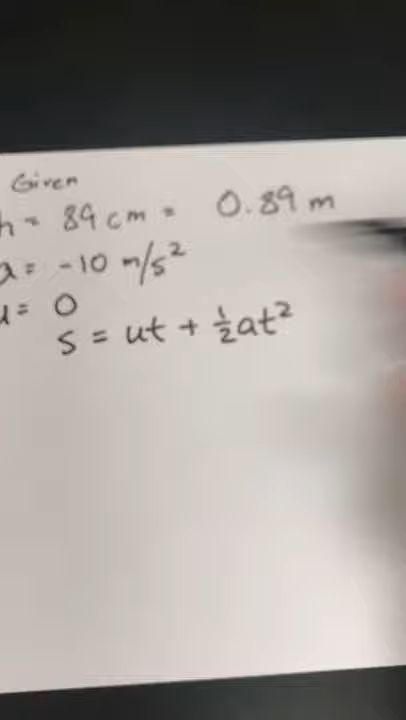 Given
h = 89 cm = 0.89 m
a = -10 m/s²
u = 0
s = ut + ½at²